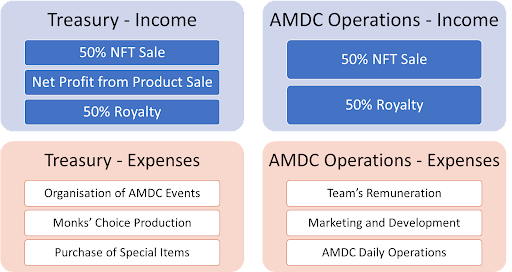 Treasury - Income
50% NFT Sale
Net Profit from Product Sale
50% Royalty
AMDC Operations - Income
50% NFT Sale
50% Royalty
Treasury - Expenses
Organisation of AMDC Events
Monks' Choice Production
Purchase of Special Items
AMDC Operations - Expenses
Team's Remuneration
Marketing and Development
AMDC Daily Operations